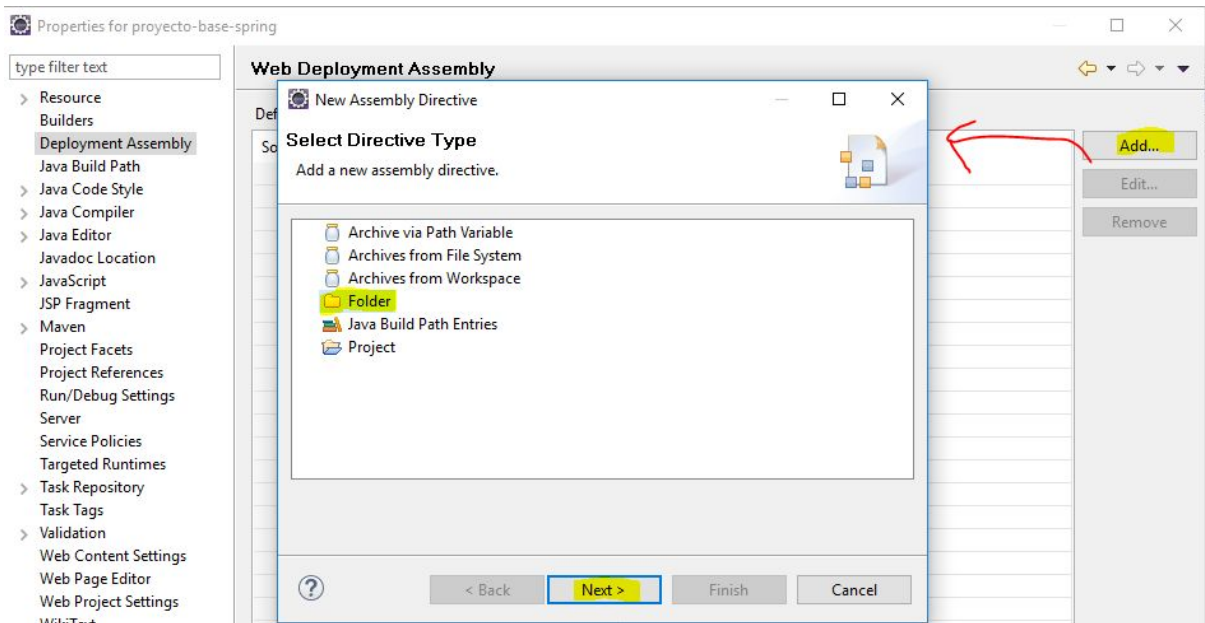 Properties for proyecto-base-spring
type filter text
Web Deployment Assembly
Resource
Builders
Deployment Assembly
Java Build Path
Java Code Style
Java Compiler
Java Editor
Javadoc Location
JavaScript
JSP Fragment
Maven
Project Facets
Project References
Run/Debug Settings
Server
Service Policies
Targeted Runtimes
Task Repository
Task Tags
Validation
Web Content Settings
Web Page Editor
Web Project Settings
Def
So
New Assembly Directive
Select Directive Type
Add a new assembly directive.
Archive via Path Variable
Archives from File System
Archives from Workspace
Folder
Java Build Path Entries
Project
?
< Back
Next >
Finish
Cancel
Add...
Edit...
Remove